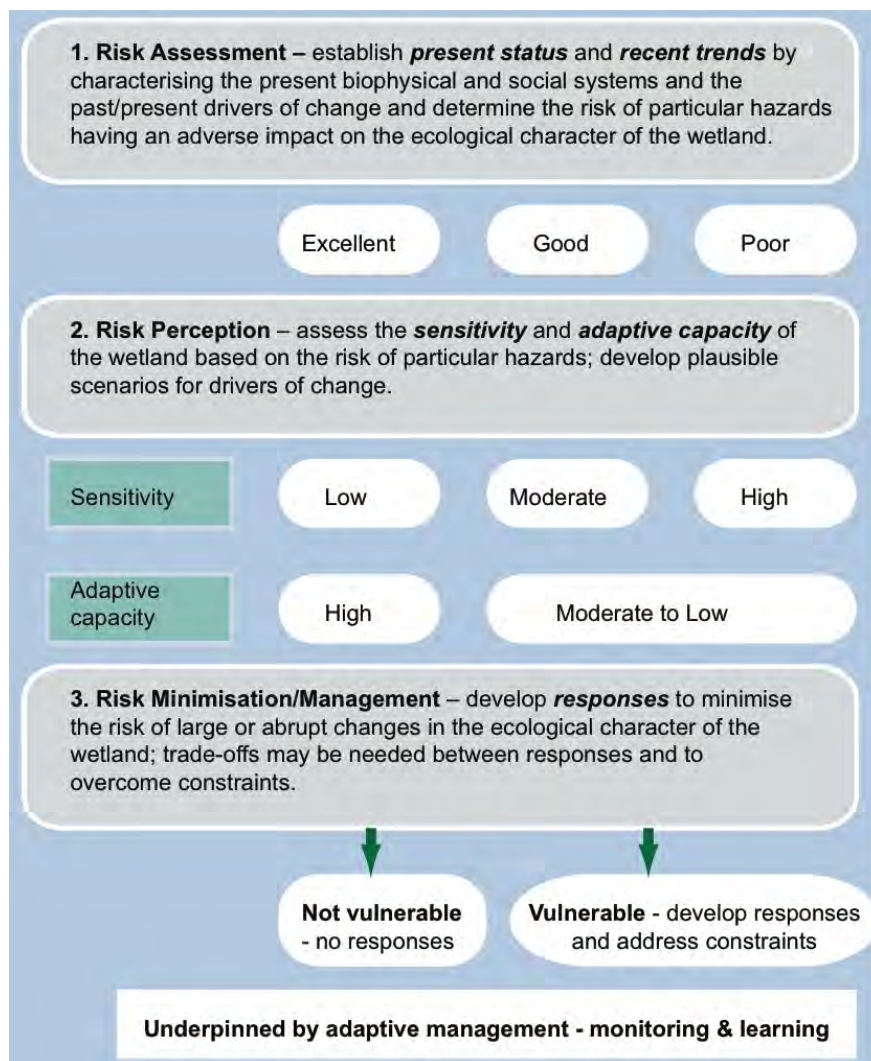 1. Risk Assessment – establish present status and recent trends by
characterising the present biophysical and social systems and the
past/present drivers of change and determine the risk of particular hazards
having an adverse impact on the ecological character of the wetland.
Excellent
Good
Poor
2. Risk Perception – assess the sensitivity and adaptive capacity of
the wetland based on the risk of particular hazards; develop plausible
scenarios for drivers of change.
Sensitivity
Low
Moderate
High
Adaptive
capacity
High
Moderate to Low
3. Risk Minimisation/Management – develop responses to minimise
the risk of large or abrupt changes in the ecological character of the
wetland; trade-offs may be needed between responses and to
overcome constraints.
Not vulnerable
- no responses
Vulnerable - develop responses
and address constraints
Underpinned by adaptive management - monitoring & learning